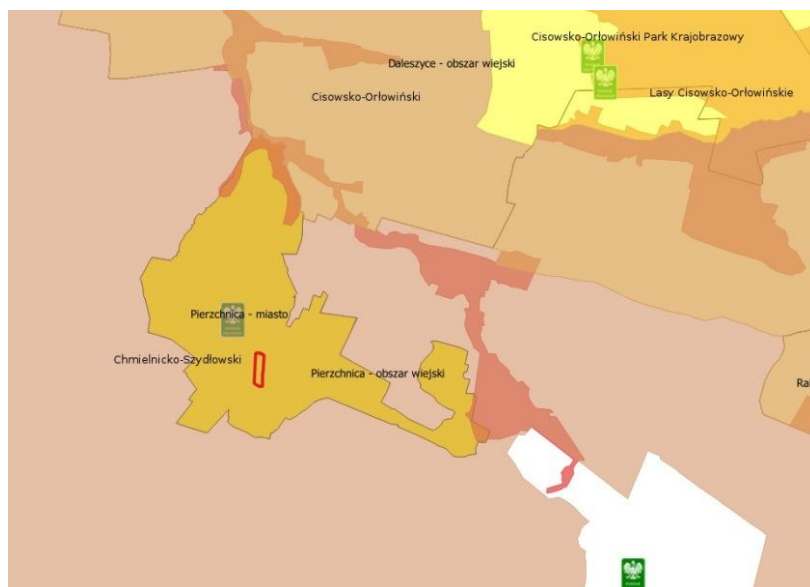 Cisowsko-Orłowiński Park Krajobrazowy
Daleszyce - obszar wiejski
Cisowsko-Orłowiński
Lasy Cisowsko-Orłowińskie
Pierzchnica - miasto
Chmielnicko-Szydłowski
Pierzchnica - obszar wiejski